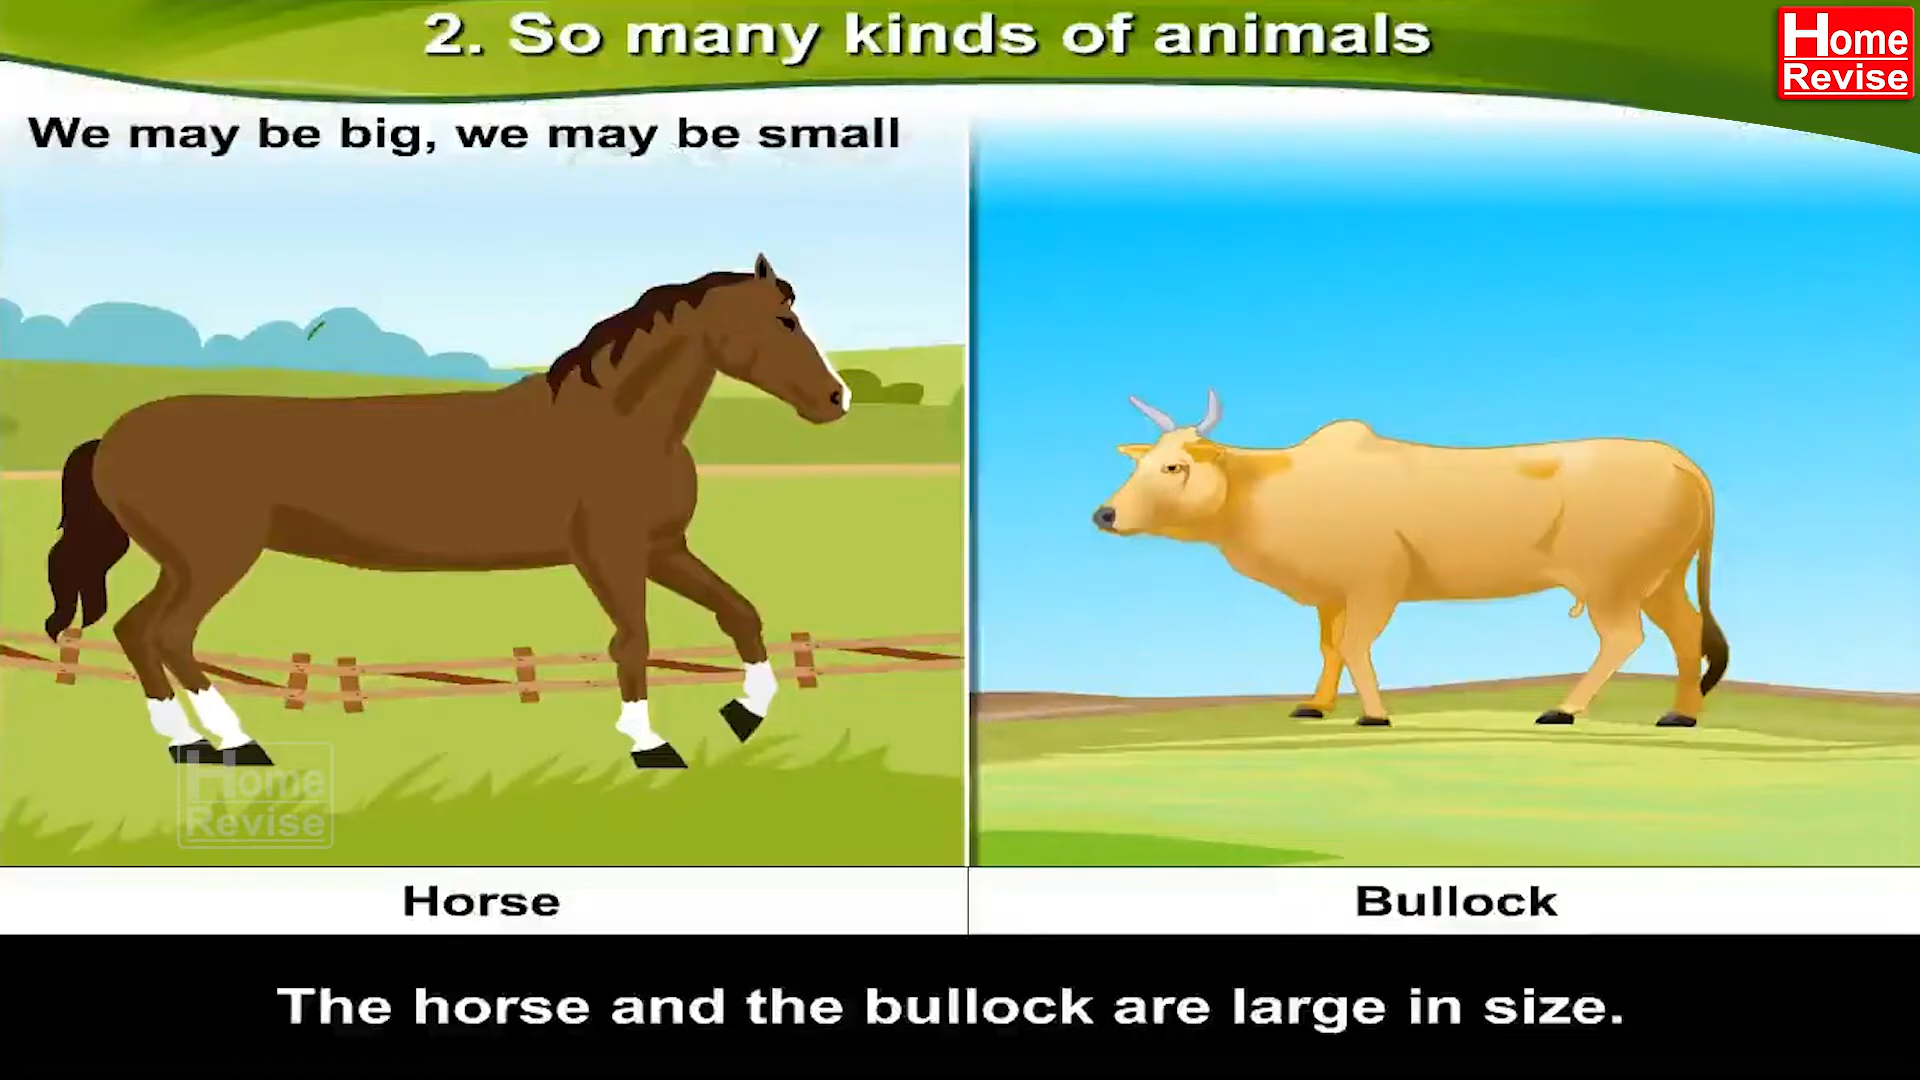 2. So many kinds of animals
Home
Revise
We may be big, we may be small
Home
Revise
Horse
Bullock
The horse and the bullock are large in size.